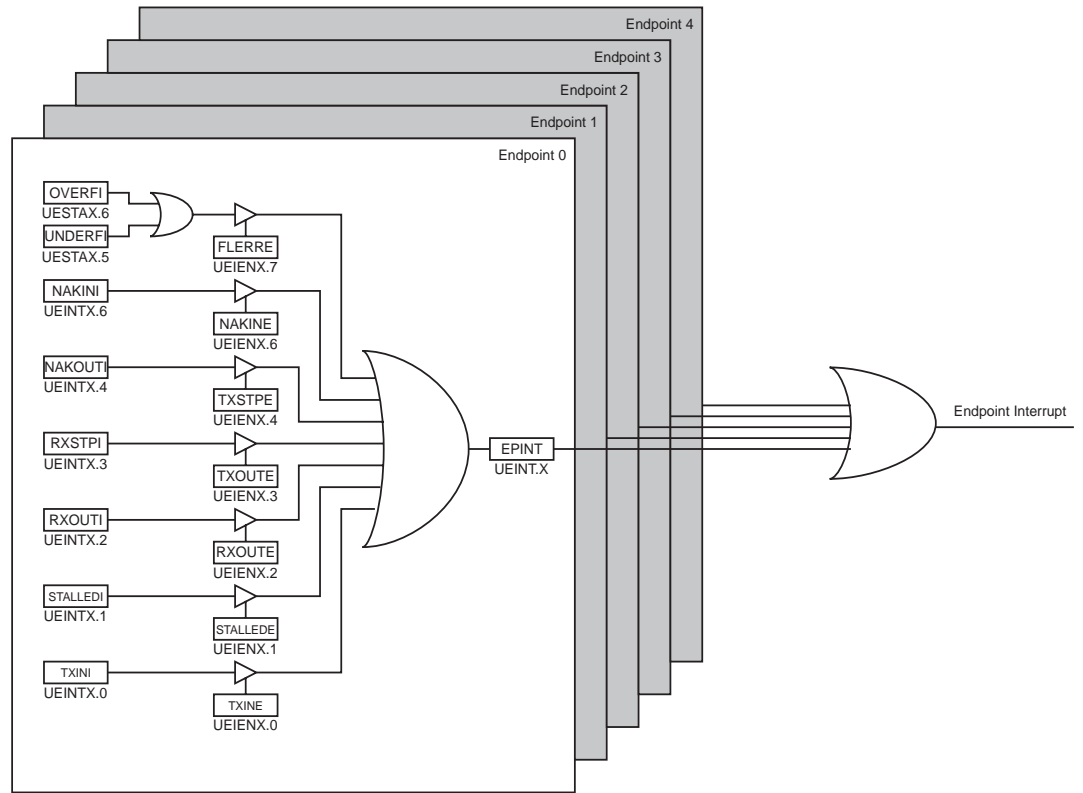 Endpoint 4
Endpoint 3
Endpoint 2
Endpoint 1
Endpoint 0
OVERFI
UESTAX.6
UNDERFI
UESTAX.5
FLERRE
UEIENX.7
NAKINI
UEINTX.6
NAKINE
UEIENX.6
NAKOUTI
UEINTX.4
TXSTPE
UEIENX.4
RXSTPI
UEINTX.3
TXOUTE
UEIENX.3
RXOUTI
UEINTX.2
RXOUTE
UEIENX.2
STALLEDI
UEINTX.1
STALLEDE
UEIENX.1
TXINI
UEINTX.0
TXINE
UEIENX.0
EPINT
UEINT.X
Endpoint Interrupt